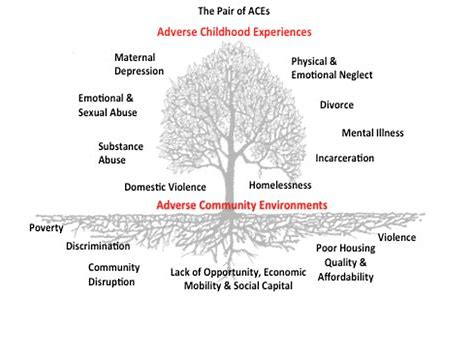 The Pair of ACEs
Adverse Childhood Experiences
Maternal
Depression
Physical &
Emotional Neglect
Emotional &
Sexual Abuse
Divorce
Mental Illness
Substance
Abuse
Incarceration
Domestic Violence
Homelessness
Adverse Community Environments
Poverty
Violence
Discrimination
Poor Housing
Quality &
Affordability
Community
Disruption
Lack of Opportunity, Economic
Mobility & Social Capital